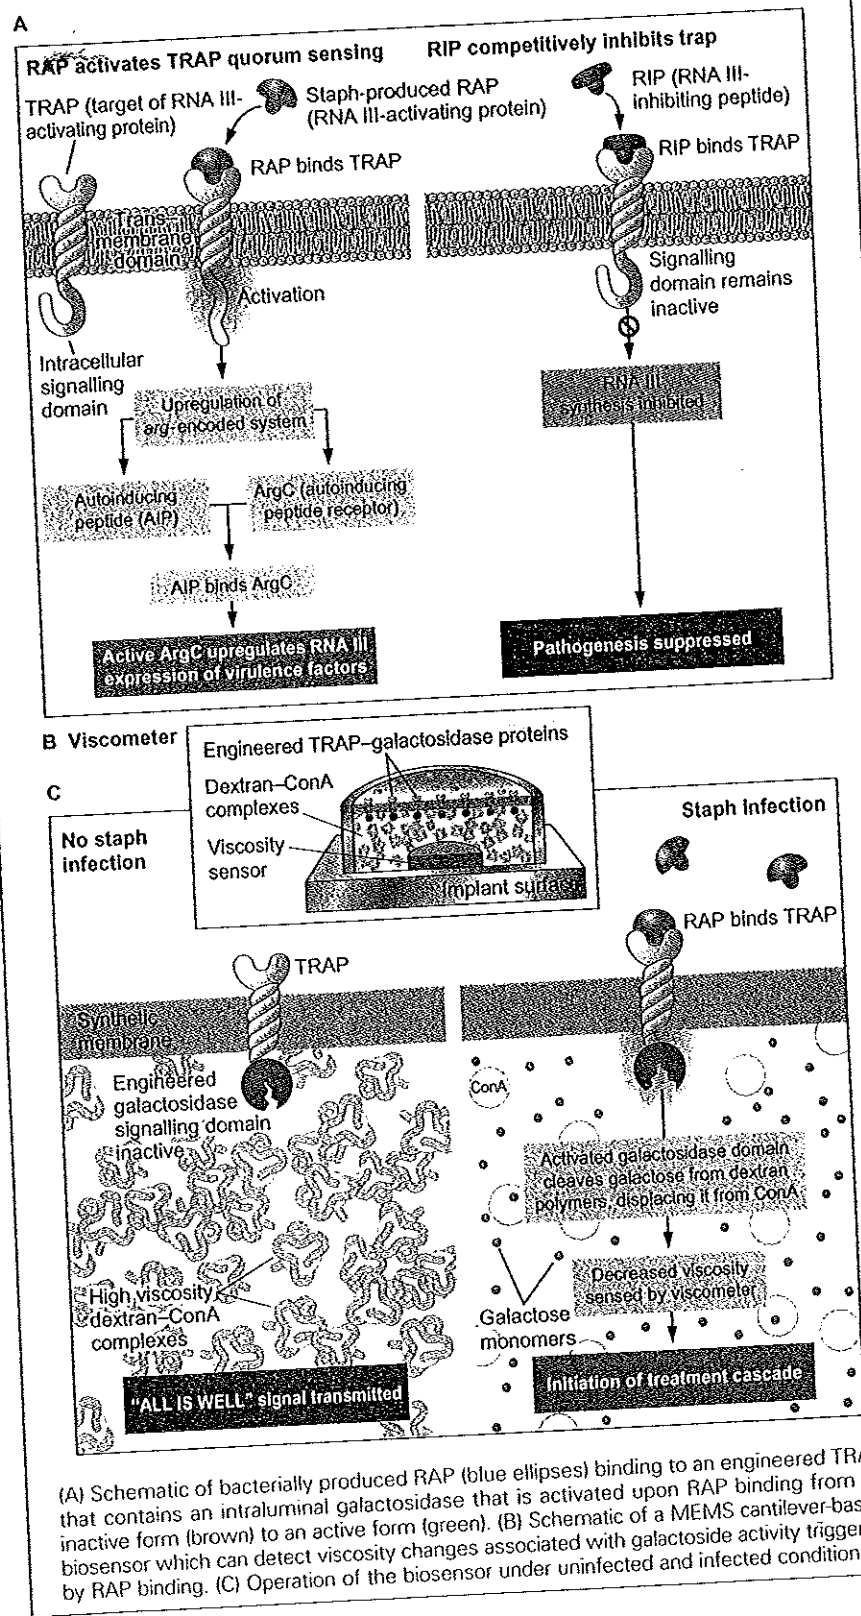 A
RAP activates TRAP quorum sensing
TRAP (target of RNA III-
activating protein)
Staph-produced RAP
(RNA III-activating protein)
RAP binds TRAP
Trans-
membrane
domain
Activation
Intracellular
signalling
domain
Upregulation of
arg-encoded system
Autoinducing
peptide (AIP)
ArgC (autoinducing
peptide receptor)
AIP binds ArgC
Active ArgC upregulates RNA III
expression of virulence factors
RIP competitively inhibits trap
RIP (RNA III-
inhibiting peptide)
RIP binds TRAP
Signalling
domain remains
inactive
RNA III
synthesis inhibited
Pathogenesis suppressed
B Viscometer
Engineered TRAP–galactosidase proteins
Dextran–ConA
complexes
Viscosity
sensor
Implant surface
C
No staph
infection
TRAP
Synthetic
membrane
Engineered
galactosidase
signalling domain
inactive
High viscosity
dextran–ConA
complexes
"ALL IS WELL" signal transmitted
Staph infection
RAP binds TRAP
ConA
Activated galactosidase domain
cleaves galactose from dextran
polymers, displacing it from ConA
Decreased viscosity
sensed by viscometer
Galactose
monomers
Initiation of treatment cascade
(A) Schematic of bacterially produced RAP (blue ellipses) binding to an engineered TRA
that contains an intraluminal galactosidase that is activated upon RAP binding from
inactive form (brown) to an active form (green). (B) Schematic of a MEMS cantilever-bas
biosensor which can detect viscosity changes associated with galactoside activity trigger
by RAP binding. (C) Operation of the biosensor under uninfected and infected condition